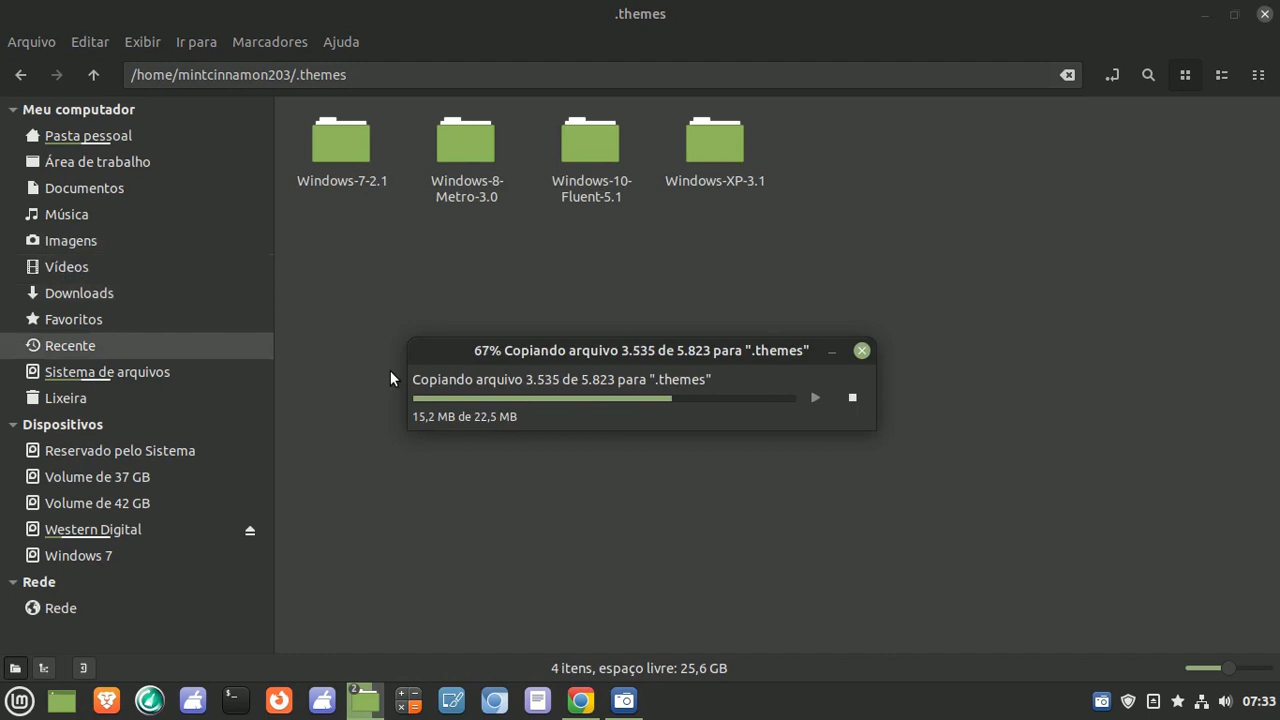 .themes
Arquivo Editar Exibir Ir para Marcadores Ajuda
/home/mintcinnamon203/.themes
Meu computador
Pasta pessoal
Área de trabalho
Documentos
Música
Imagens
Vídeos
Downloads
Favoritos
Recente
Sistema de arquivos
Lixeira
Dispositivos
Reservado pelo Sistema
Volume de 37 GB
Volume de 42 GB
Western Digital
Windows 7
Rede
Rede
Windows-7-2.1
Windows-8-
Metro-3.0
Windows-10-
Fluent-5.1
Windows-XP-3.1
67% Copiando arquivo 3.535 de 5.823 para ".themes"
Copiando arquivo 3.535 de 5.823 para ".themes"
15,2 MB de 22,5 MB
4 itens, espaço livre: 25,6 GB
$_
2
07:33